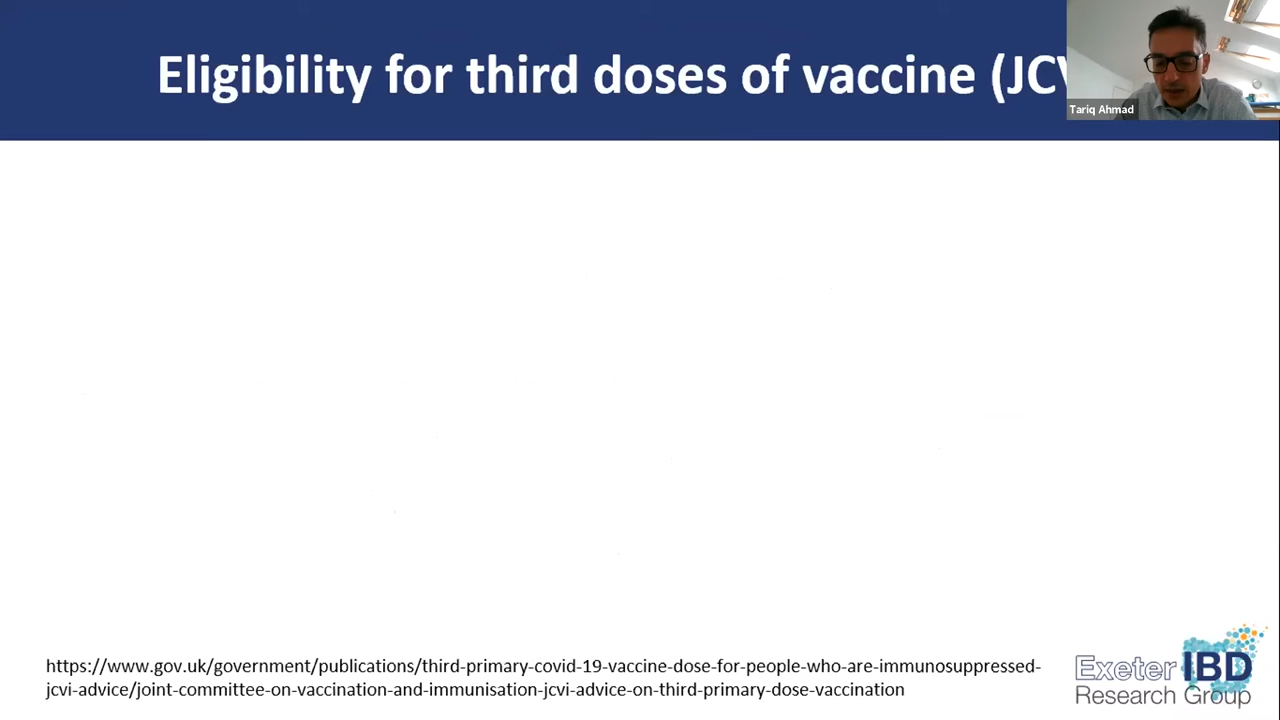 Eligibility for third doses of vaccine (JCV
Tariq Ahmad
https://www.gov.uk/government/publications/third-primary-covid-19-vaccine-dose-for-people-who-are-immunosuppressed-
jcvi-advice/joint-committee-on-vaccination-and-immunisation-jcvi-advice-on-third-primary-dose-vaccination
Exeter IBD
Research Group